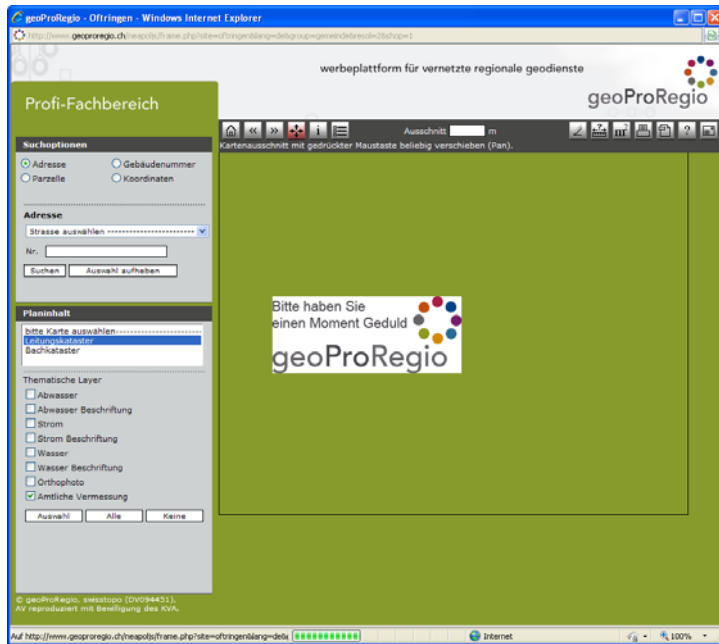 geoProRegio - Oftringen - Windows Internet Explorer
http://www.geoproregio.ch/neapoljs/frame.php?site=oftringen&lang=de&group=gemeinde&resol=2&shop=1
werbeplattform für vernetzte regionale geodienste
geoProRegio
Profi-Fachbereich
Ausschnitt m
Kartenausschnitt mit gedrückter Maustaste beliebig verschieben (Pan).
Suchoptionen
Adresse Gebäudenummer
Parzelle Koordinaten
Adresse
Strasse auswählen -------------------------
Nr.
Suchen Auswahl aufheben
Bitte haben Sie
einen Moment Geduld
geoProRegio
Planinhalt
bitte Karte auswählen--------------------
Leitungskataster
Bachkataster
Thematische Layer
Abwasser
Abwasser Beschriftung
Strom
Strom Beschriftung
Wasser
Wasser Beschriftung
Orthophoto
Amtliche Vermessung
Auswahl Alle Keine
© geoProRegio, swisstopo (DV094451),
AV reproduziert mit Bewilligung des KVA.
Auf http://www.geoproregio.ch/neapoljs/frame.php?site=oftringen&lang=de& Internet 100%